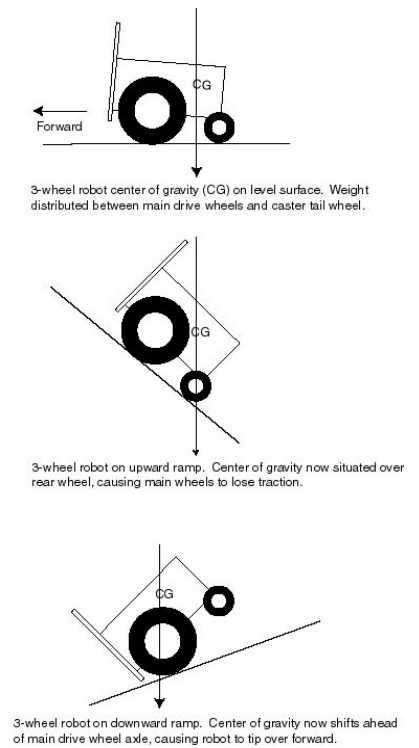 CG
Forward
3-wheel robot center of gravity (CG) on level surface. Weight
distributed between main drive wheels and caster tail wheel.
CG
3-wheel robot on upward ramp. Center of gravity now situated over
rear wheel, causing main wheels to lose traction.
CG
3-wheel robot on downward ramp. Center of gravity now shifts ahead
of main drive wheel axle, causing robot to tip over forward.